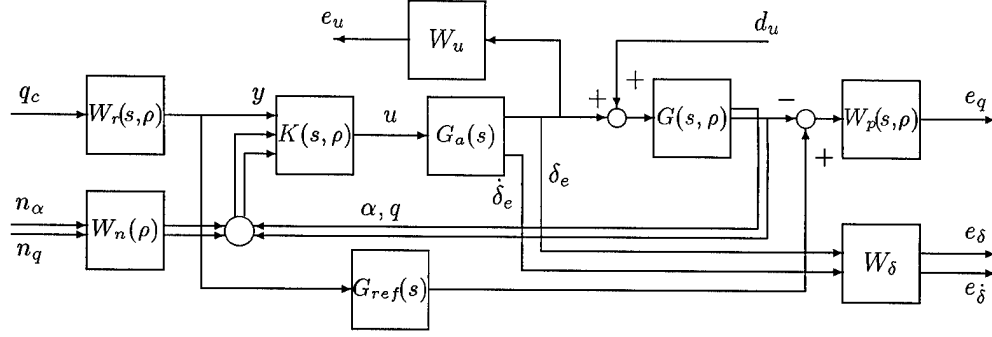 e_u
W_u
d_u
+
q_c
W_r(s,ρ)
y
K(s,ρ)
u
G_a(s)
+
G(s,ρ)
−
W_p(s,ρ)
e_q
+
δ̇_e
δ_e
n_α
n_q
W_n(ρ)
α, q
W_δ
e_δ
e_δ̇
G_ref(s)